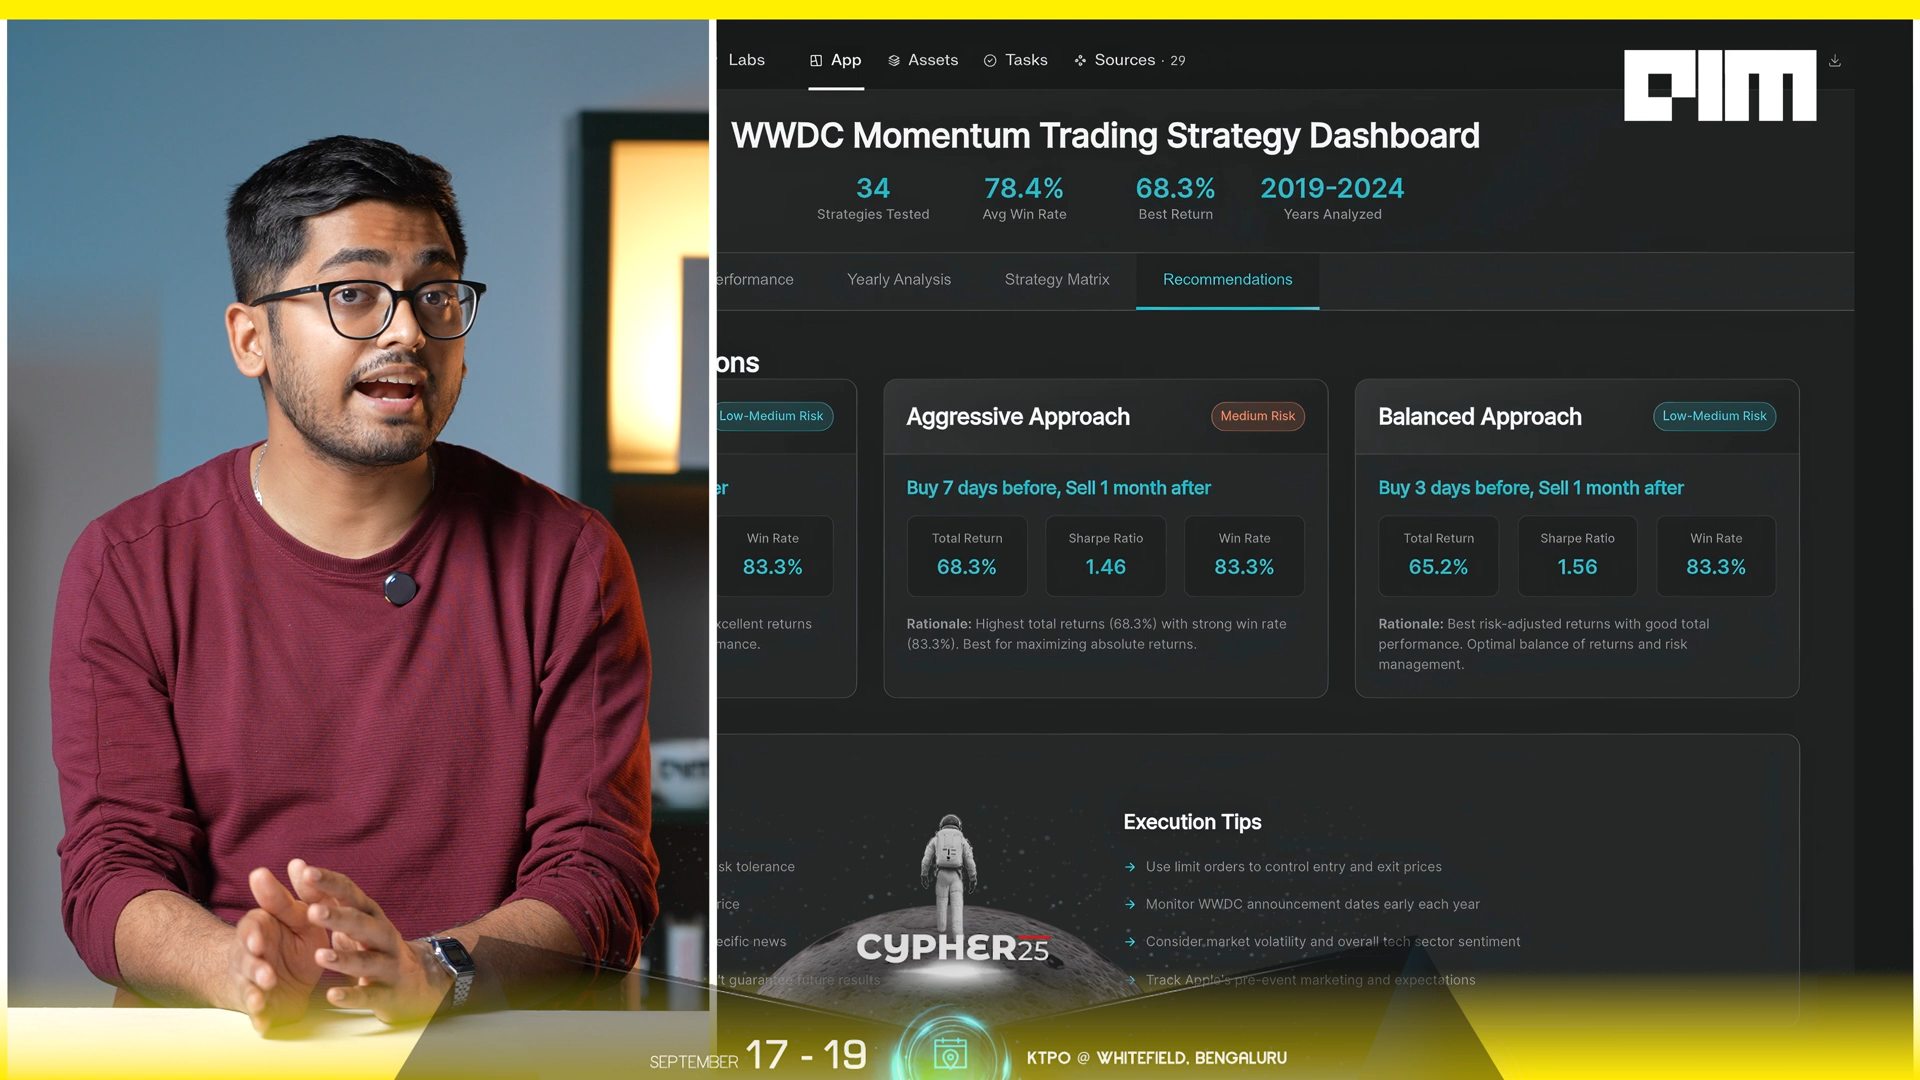 Labs
App
Assets
Tasks
Sources · 29
AIM
WWDC Momentum Trading Strategy Dashboard
34
Strategies Tested
78.4%
Avg Win Rate
68.3%
Best Return
2019-2024
Years Analyzed
erformance
Yearly Analysis
Strategy Matrix
Recommendations
ons
Low-Medium Risk
er
Win Rate
83.3%
xcellent returns
mance.
Aggressive Approach
Medium Risk
Buy 7 days before, Sell 1 month after
Total Return
68.3%
Sharpe Ratio
1.46
Win Rate
83.3%
Rationale: Highest total returns (68.3%) with strong win rate
(83.3%). Best for maximizing absolute returns.
Balanced Approach
Low-Medium Risk
Buy 3 days before, Sell 1 month after
Total Return
65.2%
Sharpe Ratio
1.56
Win Rate
83.3%
Rationale: Best risk-adjusted returns with good total
performance. Optimal balance of returns and risk
management.
sk tolerance
rice
ecific news
't guarantee future results
Execution Tips
→ Use limit orders to control entry and exit prices
→ Monitor WWDC announcement dates early each year
→ Consider market volatility and overall tech sector sentiment
→ Track Apple's pre-event marketing and expectations
CYPHER25
SEPTEMBER 17 - 19
KTPO @ WHITEFIELD, BENGALURU